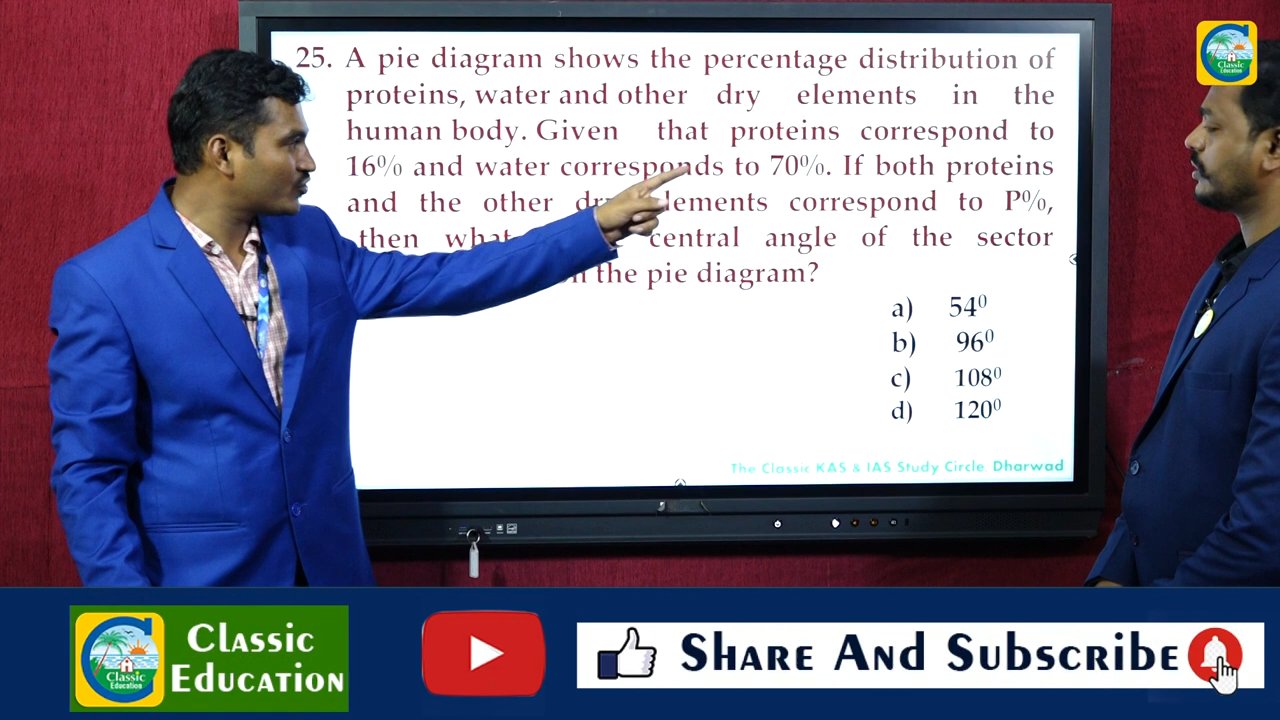 25. A pie diagram shows the percentage distribution of
proteins, water and other dry elements in the
human body. Given that proteins correspond to
16% and water corresponds to 70%. If both proteins
and the other elements correspond to P%,
then what central angle of the sector
the pie diagram?
a) 54⁰
b) 96⁰
c) 108⁰
d) 120⁰
The Classic KAS & IAS Study Circle Dharwad
Classic
Education
Classic
Education
Classic
Education
Share And Subscribe